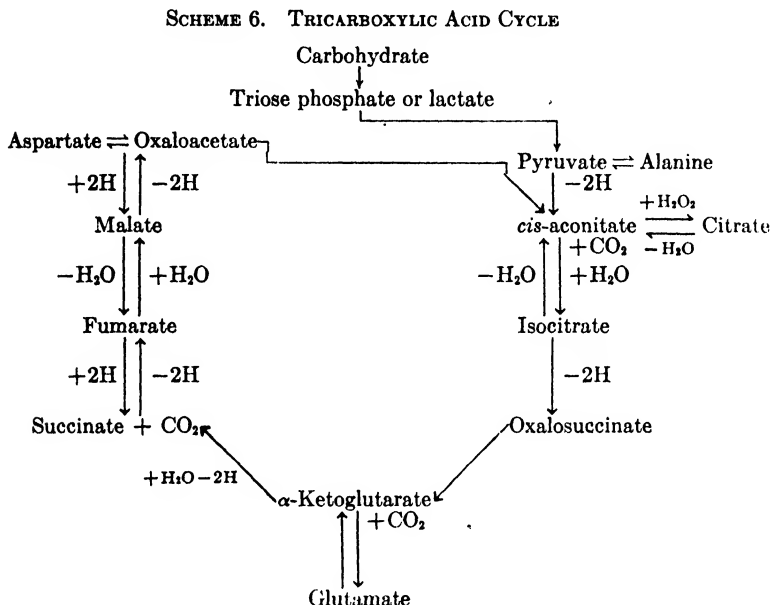 SCHEME 6. TRICARBOXYLIC ACID CYCLE
Carbohydrate
Triose phosphate or lactate
Aspartate ⇌ Oxaloacetate
Pyruvate ⇌ Alanine
+2H −2H
−2H
+H₂O₂
Malate
cis-aconitate
Citrate
+CO₂
−H₂O
−H₂O +H₂O
−H₂O +H₂O
Fumarate
Isocitrate
+2H −2H
−2H
Succinate + CO₂
Oxalosuccinate
+H₂O−2H
α-Ketoglutarate
+CO₂
Glutamate